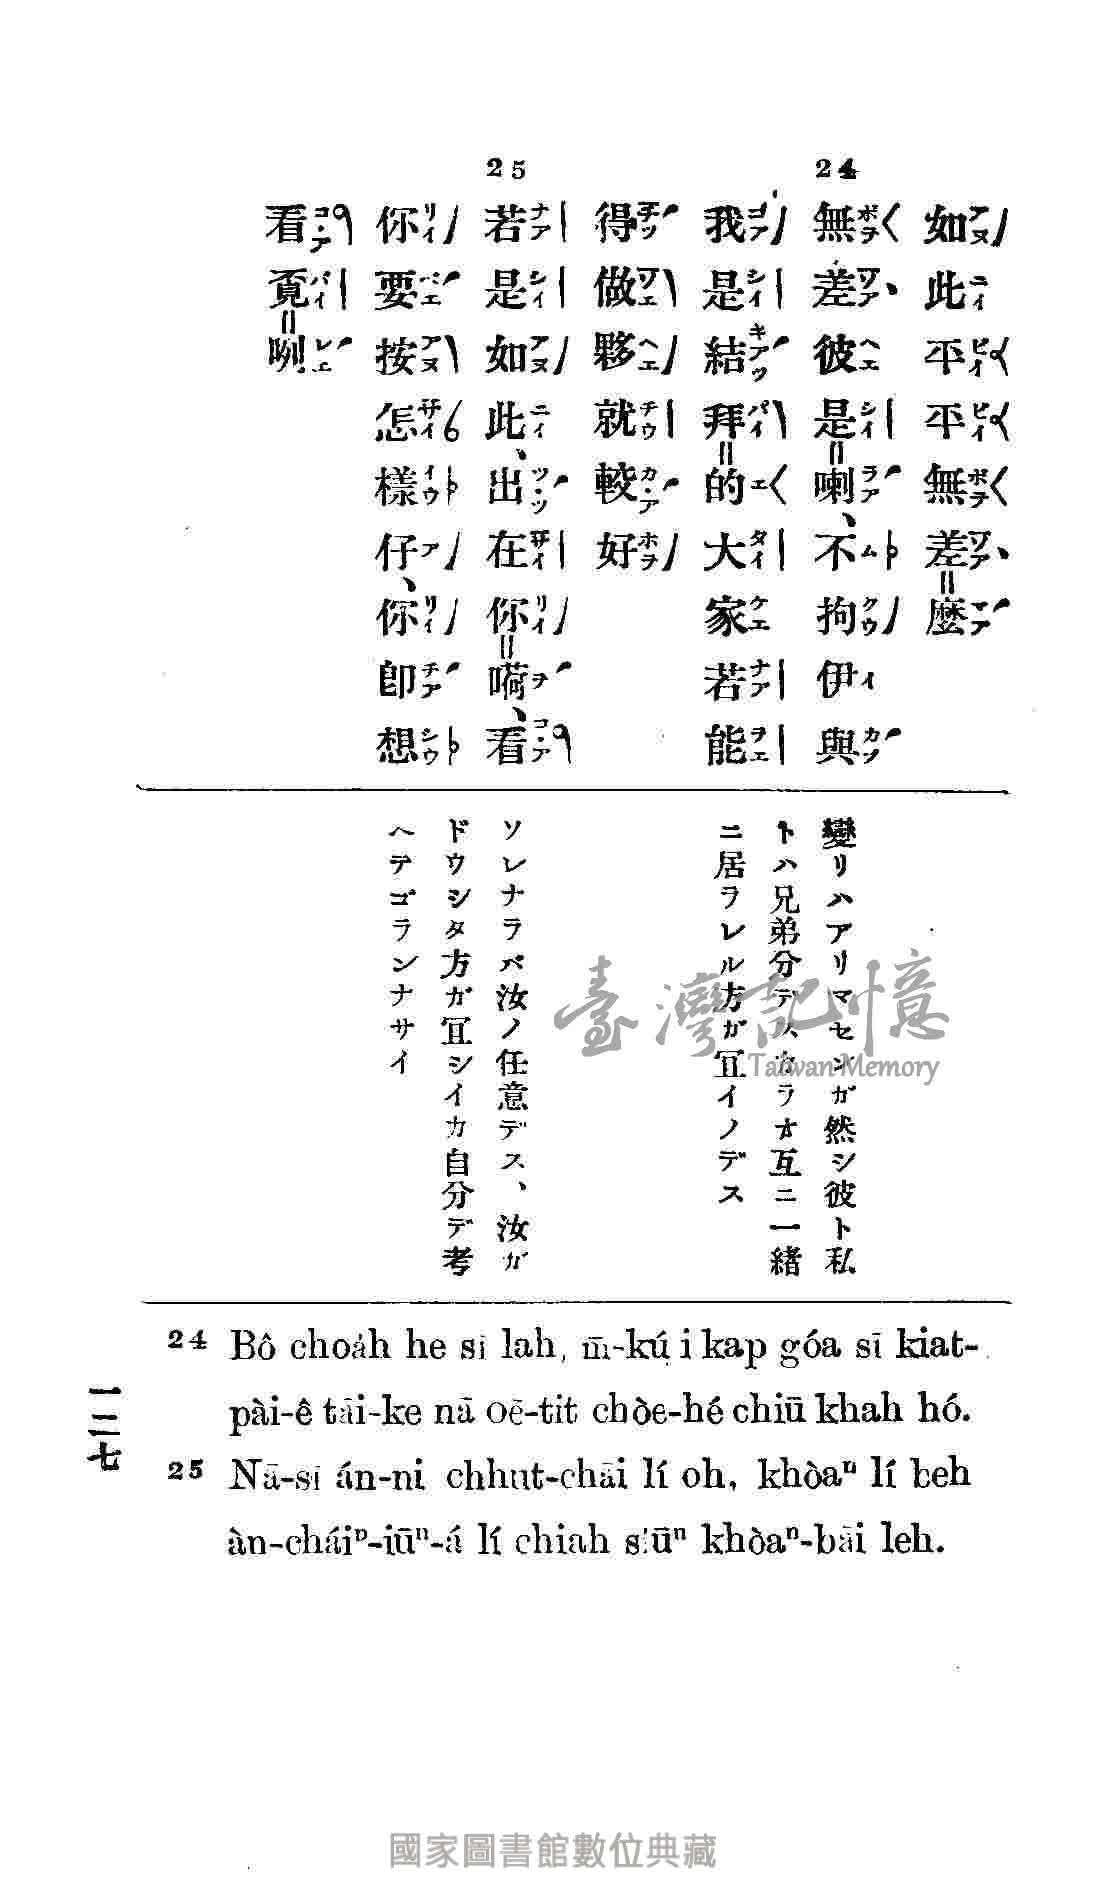 24
25
如此平平無差麼
無差彼是喇、不拘伊與
我是結拜的大家若能
得做夥就較好
若是如此、出在你嗬、看
你要按怎樣仔、你即想
看覔咧
變リハアリマセンガ然シ彼ト私
トハ兄弟分デスカラオ互ニ一緖
ニ居ラレル方ガ冝イノデス
ソレナラバ汝ノ任意デス、汝ガ
ドウシタ方ガ冝シイカ自分デ考
ヘテゴランナサイ
24 Bô choa̍h he sī lah, m̄-kú i kap góa sī kiat-
pài-ê tāi-ke nā oē-tit chòe-hé chiū khah hó.
25 Nā-sī án-ni chhut-chāi lí oh, khòaⁿ lí beh
àn-cháiⁿ-iūⁿ-á lí chiah siūⁿ khòaⁿ-bāi leh.
一二七
臺灣記憶
Taiwan Memory
國家圖書館數位典藏